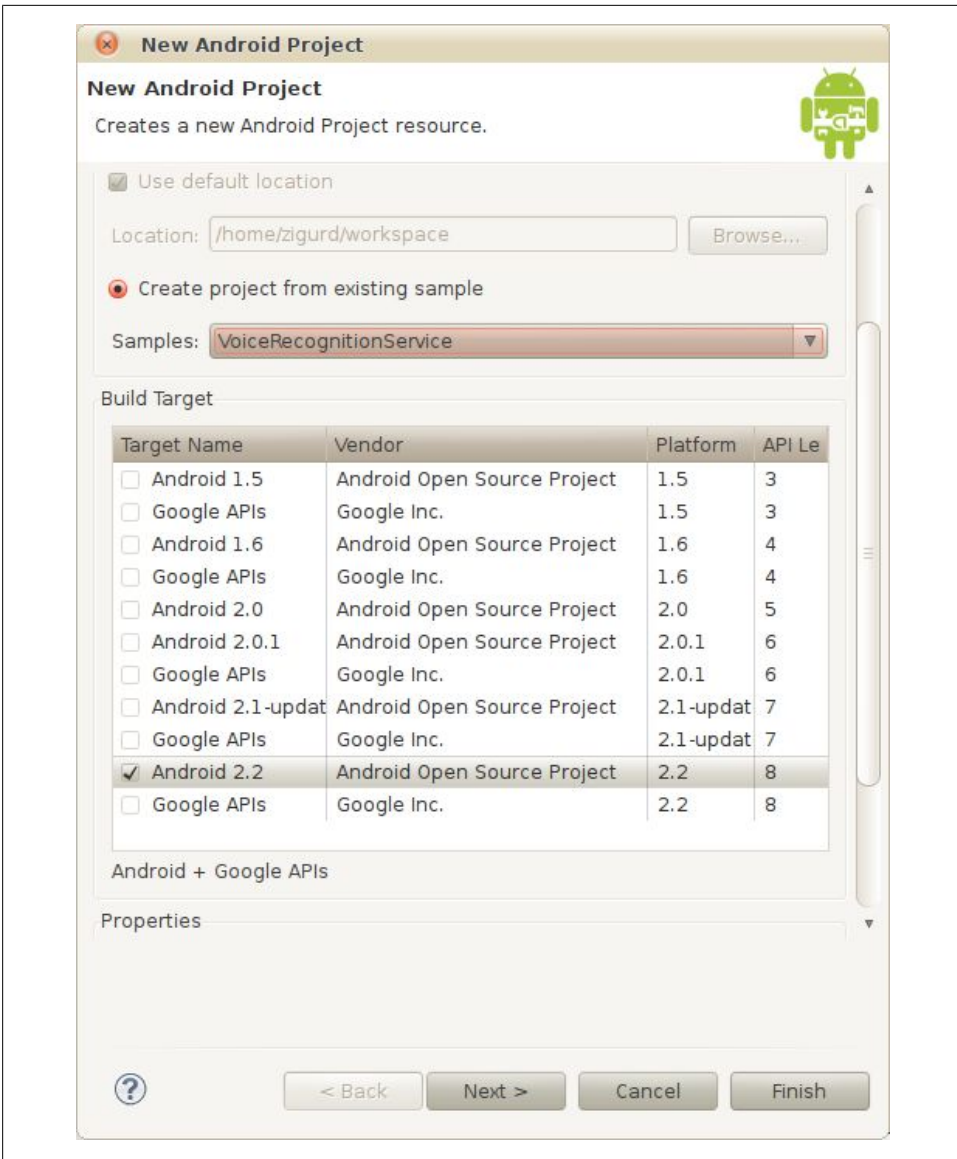 New Android Project
New Android Project
Creates a new Android Project resource.
Use default location
Location: /home/zigurd/workspace Browse...
Create project from existing sample
Samples: VoiceRecognitionService
Build Target
Target Name Vendor Platform API Le
Android 1.5 Android Open Source Project 1.5 3
Google APIs Google Inc. 1.5 3
Android 1.6 Android Open Source Project 1.6 4
Google APIs Google Inc. 1.6 4
Android 2.0 Android Open Source Project 2.0 5
Android 2.0.1 Android Open Source Project 2.0.1 6
Google APIs Google Inc. 2.0.1 6
Android 2.1-updat Android Open Source Project 2.1-updat 7
Google APIs Google Inc. 2.1-updat 7
Android 2.2 Android Open Source Project 2.2 8
Google APIs Google Inc. 2.2 8
Android + Google APIs
Properties
? < Back Next > Cancel Finish